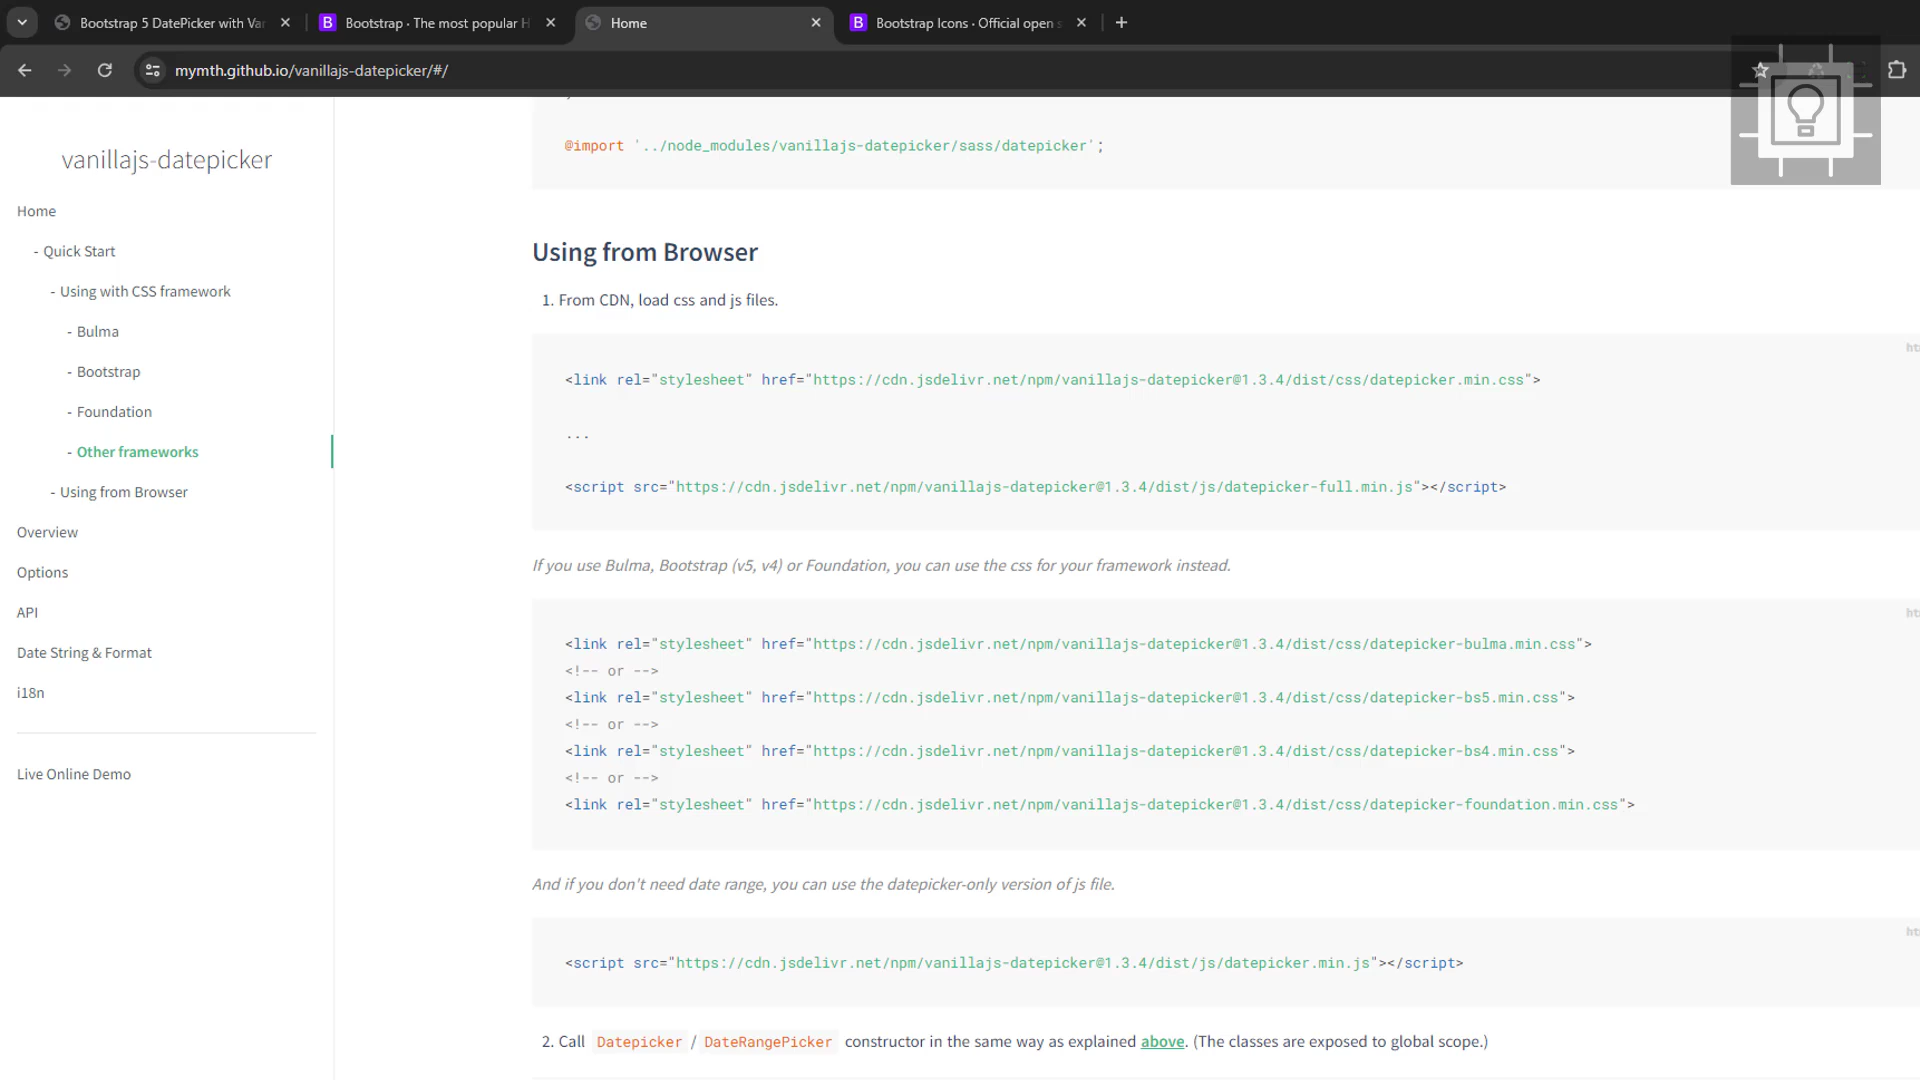 Bootstrap 5 DatePicker with Var
Bootstrap · The most popular H
Home
Bootstrap Icons · Official open s
mymth.github.io/vanillajs-datepicker/#/
vanillajs-datepicker
Home
- Quick Start
- Using with CSS framework
- Bulma
- Bootstrap
- Foundation
- Other frameworks
- Using from Browser
Overview
Options
API
Date String & Format
i18n
Live Online Demo
@import '../node_modules/vanillajs-datepicker/sass/datepicker';
Using from Browser
1. From CDN, load css and js files.
<link rel="stylesheet" href="https://cdn.jsdelivr.net/npm/vanillajs-datepicker@1.3.4/dist/css/datepicker.min.css">
...
<script src="https://cdn.jsdelivr.net/npm/vanillajs-datepicker@1.3.4/dist/js/datepicker-full.min.js"></script>
If you use Bulma, Bootstrap (v5, v4) or Foundation, you can use the css for your framework instead.
<link rel="stylesheet" href="https://cdn.jsdelivr.net/npm/vanillajs-datepicker@1.3.4/dist/css/datepicker-bulma.min.css">
<!-- or -->
<link rel="stylesheet" href="https://cdn.jsdelivr.net/npm/vanillajs-datepicker@1.3.4/dist/css/datepicker-bs5.min.css">
<!-- or -->
<link rel="stylesheet" href="https://cdn.jsdelivr.net/npm/vanillajs-datepicker@1.3.4/dist/css/datepicker-bs4.min.css">
<!-- or -->
<link rel="stylesheet" href="https://cdn.jsdelivr.net/npm/vanillajs-datepicker@1.3.4/dist/css/datepicker-foundation.min.css">
And if you don't need date range, you can use the datepicker-only version of js file.
<script src="https://cdn.jsdelivr.net/npm/vanillajs-datepicker@1.3.4/dist/js/datepicker.min.js"></script>
2. Call Datepicker / DateRangePicker constructor in the same way as explained above. (The classes are exposed to global scope.)